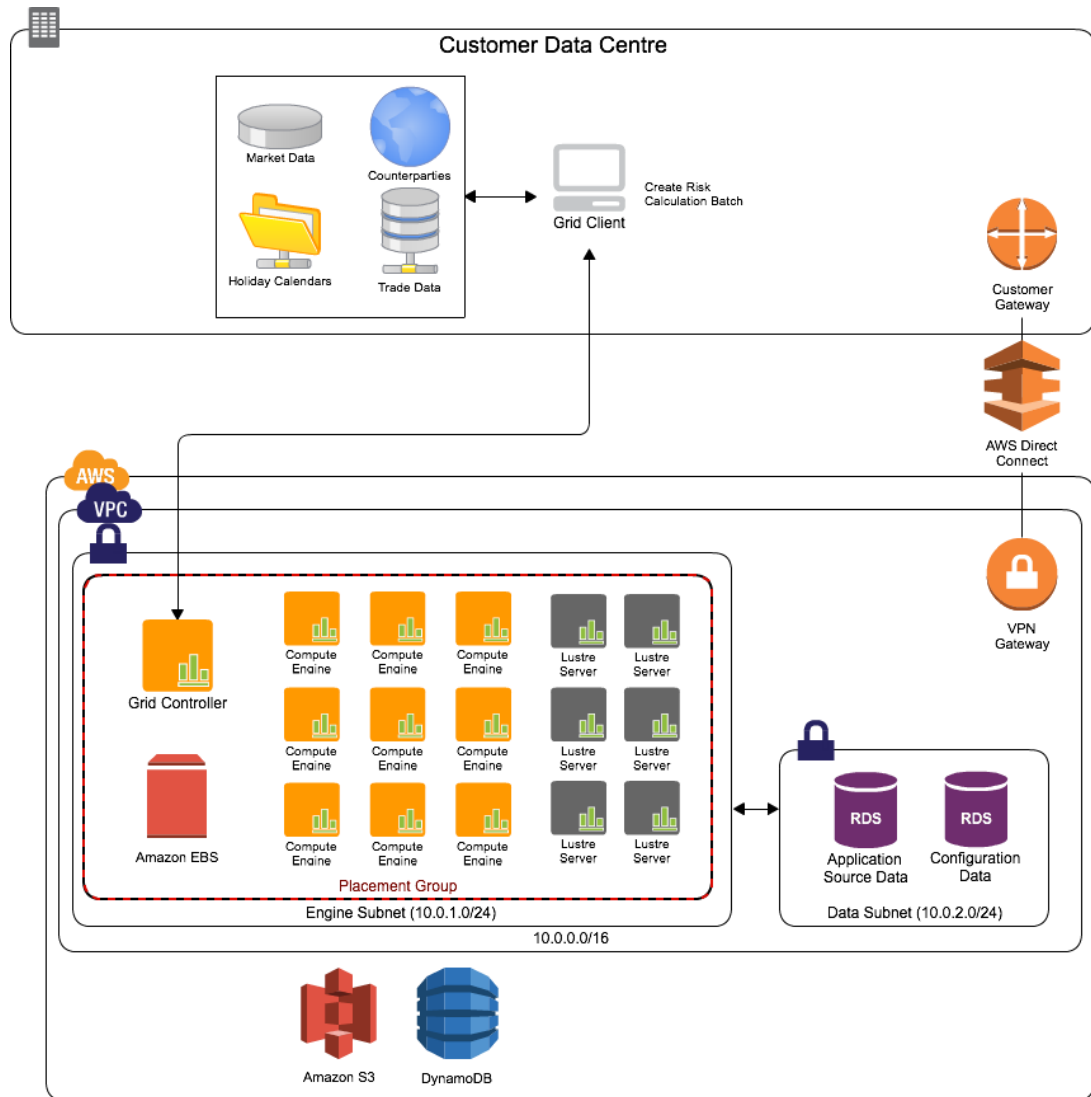 Customer Data Centre
Market Data
Counterparties
Holiday Calendars
Trade Data
Grid Client
Create Risk
Calculation Batch
Customer
Gateway
AWS Direct
Connect
AWS
VPC
VPN
Gateway
Grid Controller
Compute
Engine
Compute
Engine
Compute
Engine
Lustre
Server
Lustre
Server
Compute
Engine
Compute
Engine
Compute
Engine
Lustre
Server
Lustre
Server
Amazon EBS
Compute
Engine
Compute
Engine
Compute
Engine
Lustre
Server
Lustre
Server
Placement Group
Engine Subnet (10.0.1.0/24)
RDS
Application
Source Data
RDS
Configuration
Data
Data Subnet (10.0.2.0/24)
10.0.0.0/16
Amazon S3
DynamoDB